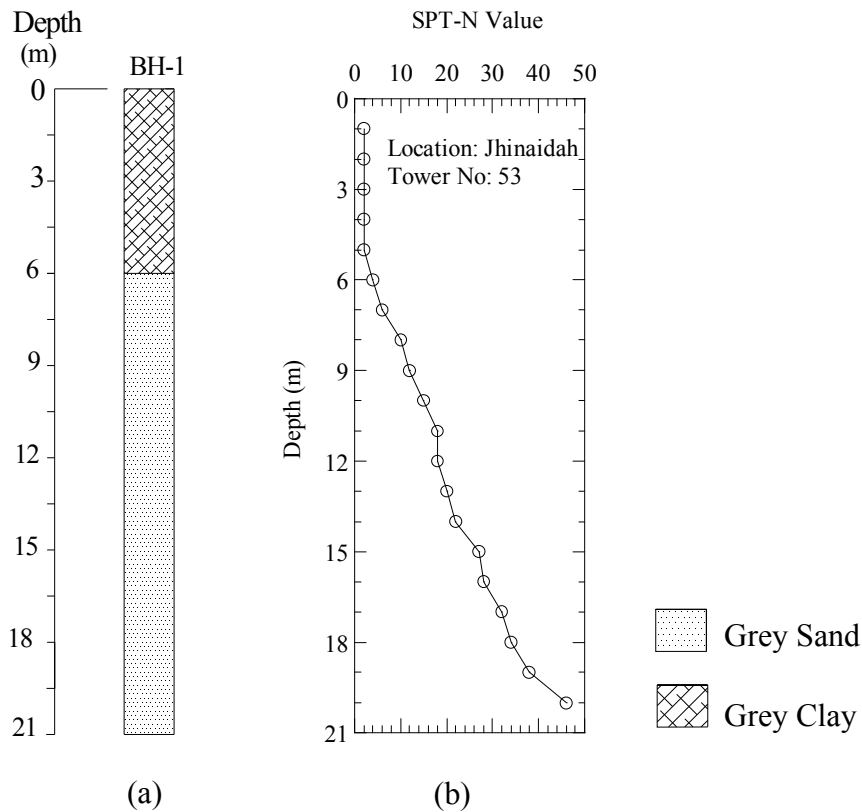 Depth
(m)
BH-1
0
3
6
9
12
15
18
21
(a)
SPT-N Value
0 10 20 30 40 50
Location: Jhinaidah
Tower No: 53
Depth (m)
0
3
6
9
12
15
18
21
(b)
Grey Sand
Grey Clay